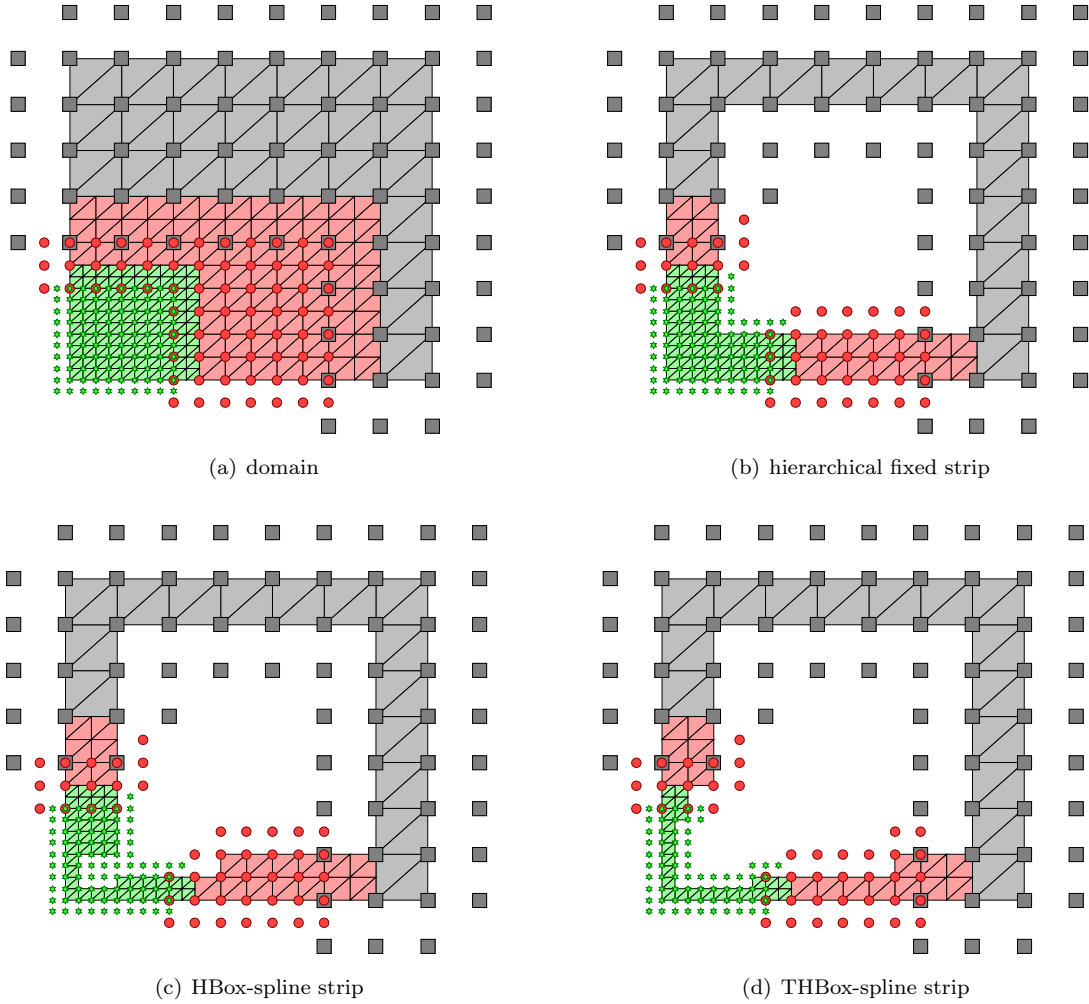 (a) domain
(b) hierarchical fixed strip
(c) HBox-spline strip
(d) THBox-spline strip